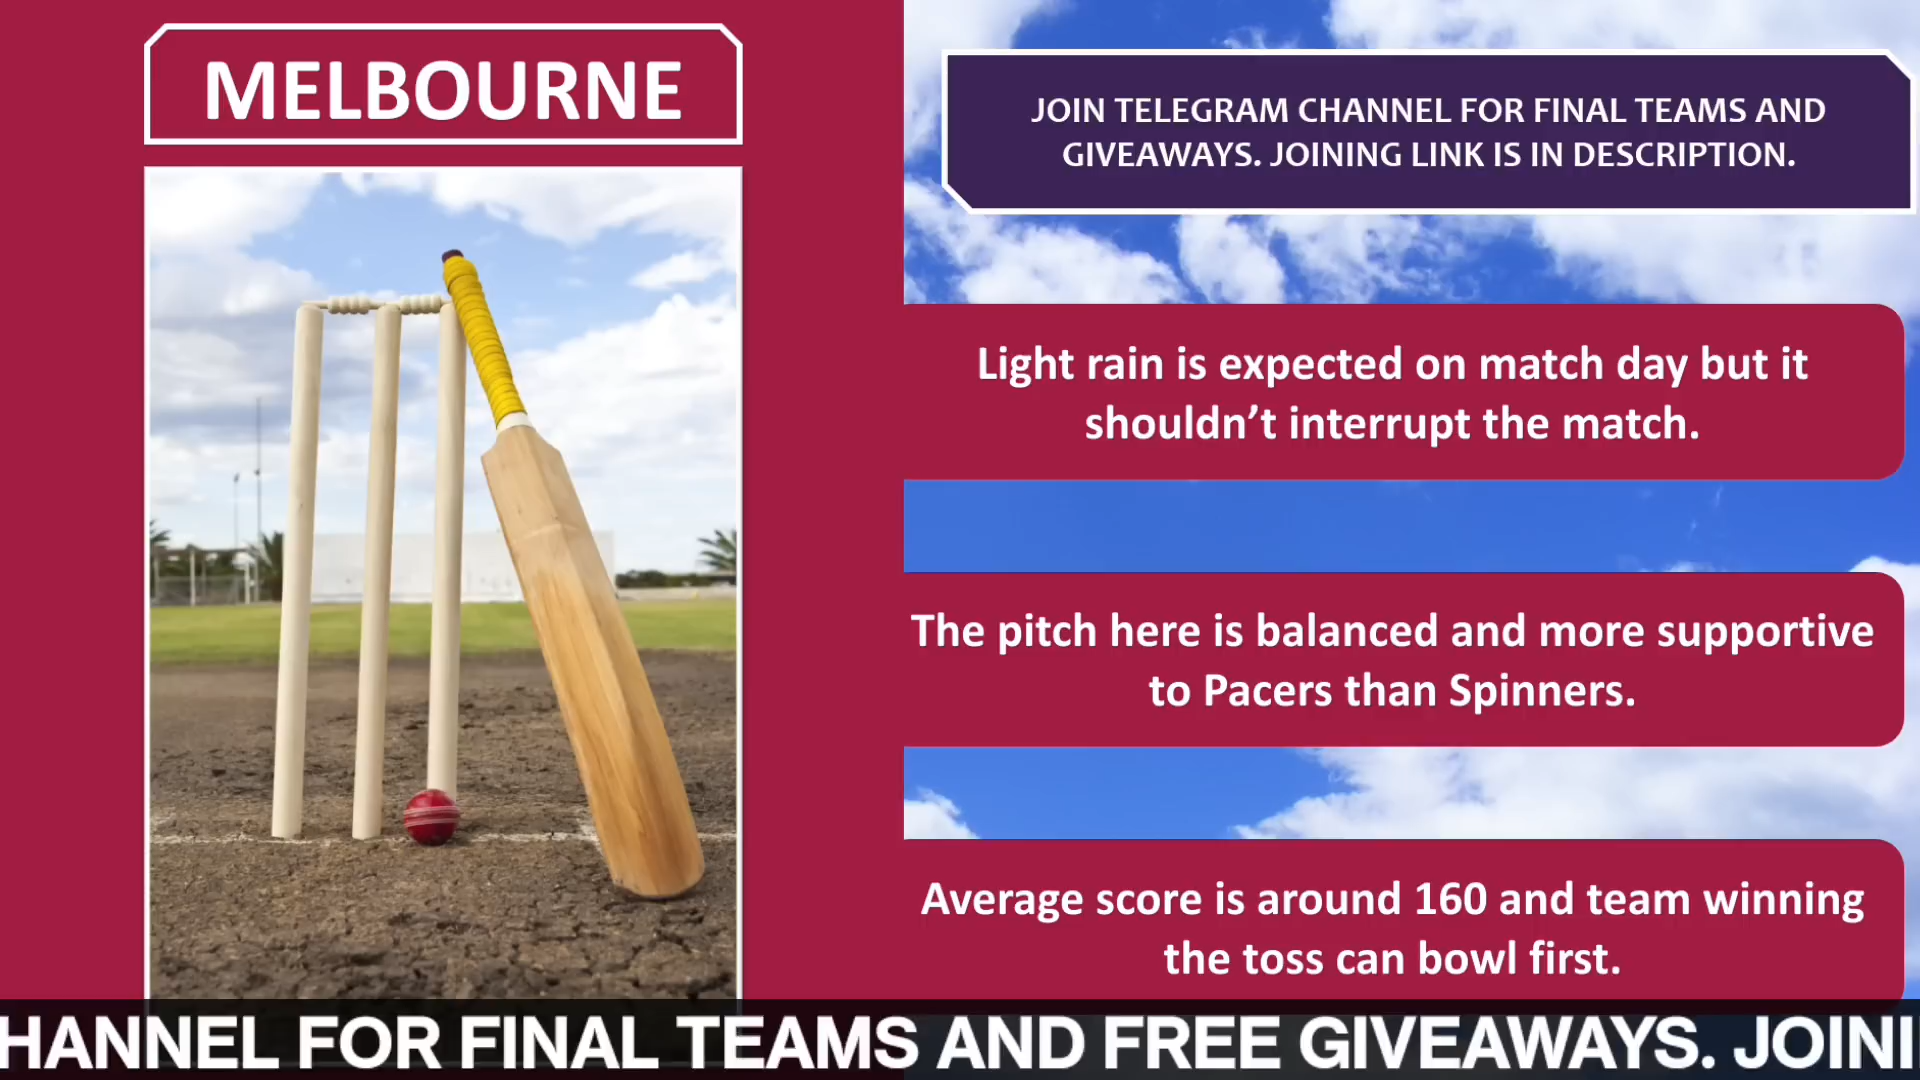 MELBOURNE
JOIN TELEGRAM CHANNEL FOR FINAL TEAMS AND
GIVEAWAYS. JOINING LINK IS IN DESCRIPTION.
Light rain is expected on match day but it
shouldn’t interrupt the match.
The pitch here is balanced and more supportive
to Pacers than Spinners.
Average score is around 160 and team winning
the toss can bowl first.
HANNEL FOR FINAL TEAMS AND FREE GIVEAWAYS. JOINI